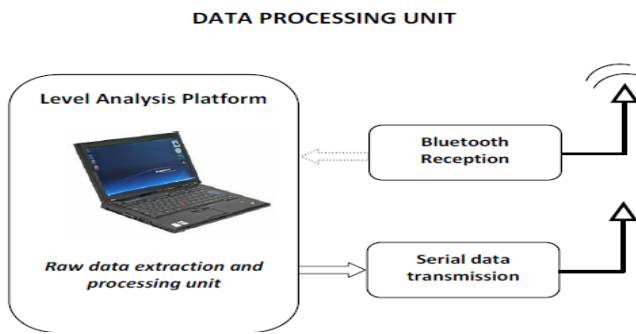 DATA PROCESSING UNIT
Level Analysis Platform
Raw data extraction and
processing unit
Bluetooth
Reception
Serial data
transmission